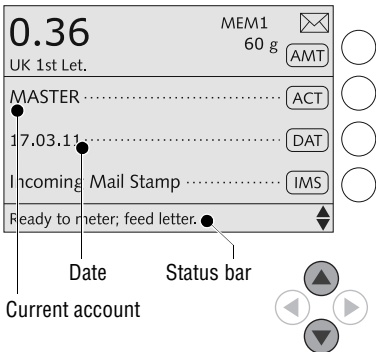 0.36
MEM1
60 g
AMT
UK 1st Let.
MASTER
ACT
17.03.11
DAT
Incoming Mail Stamp
IMS
Ready to meter; feed letter.
Date
Status bar
Current account